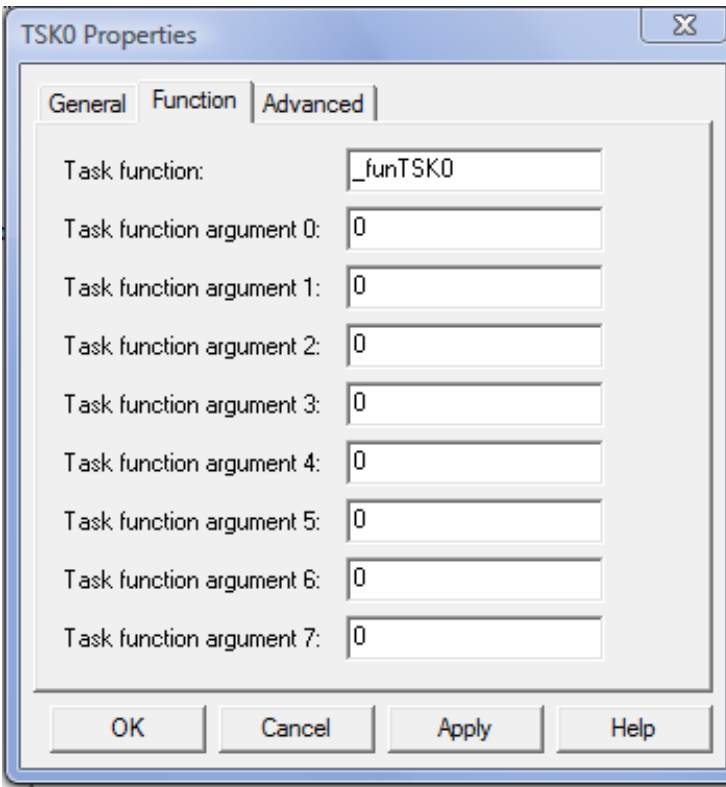 TSK0 Properties
General Function Advanced
Task function: _funTSK0
Task function argument 0: 0
Task function argument 1: 0
Task function argument 2: 0
Task function argument 3: 0
Task function argument 4: 0
Task function argument 5: 0
Task function argument 6: 0
Task function argument 7: 0
OK Cancel Apply Help